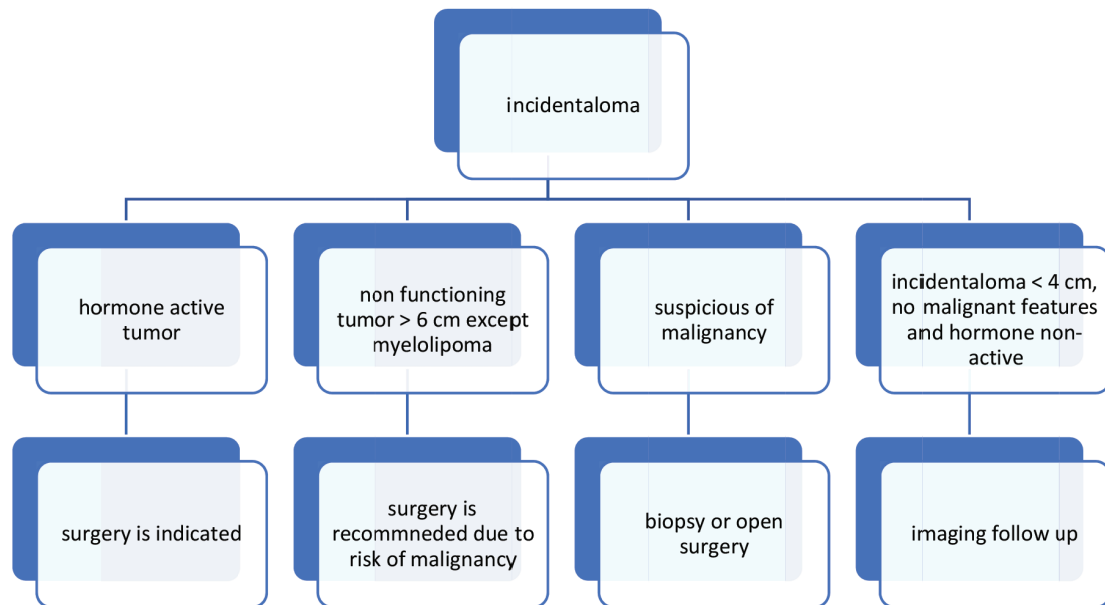 incidentaloma
hormone active
tumor
non functioning
tumor > 6 cm except
myelolipoma
suspicious of
malignancy
incidentaloma < 4 cm,
no malignant features
and hormone non-
active
surgery is indicated
surgery is
recommneded due to
risk of malignancy
biopsy or open
surgery
imaging follow up